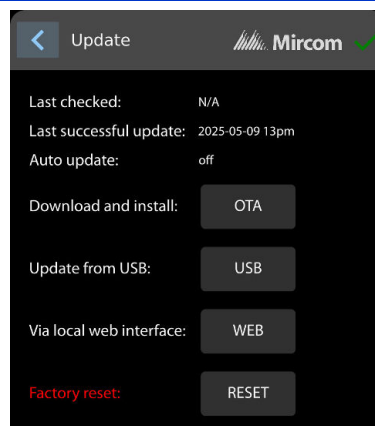 Update Mircom
Last checked: N/A
Last successful update: 2025-05-09 13pm
Auto update: off
Download and install: OTA
Update from USB: USB
Via local web interface: WEB
Factory reset: RESET